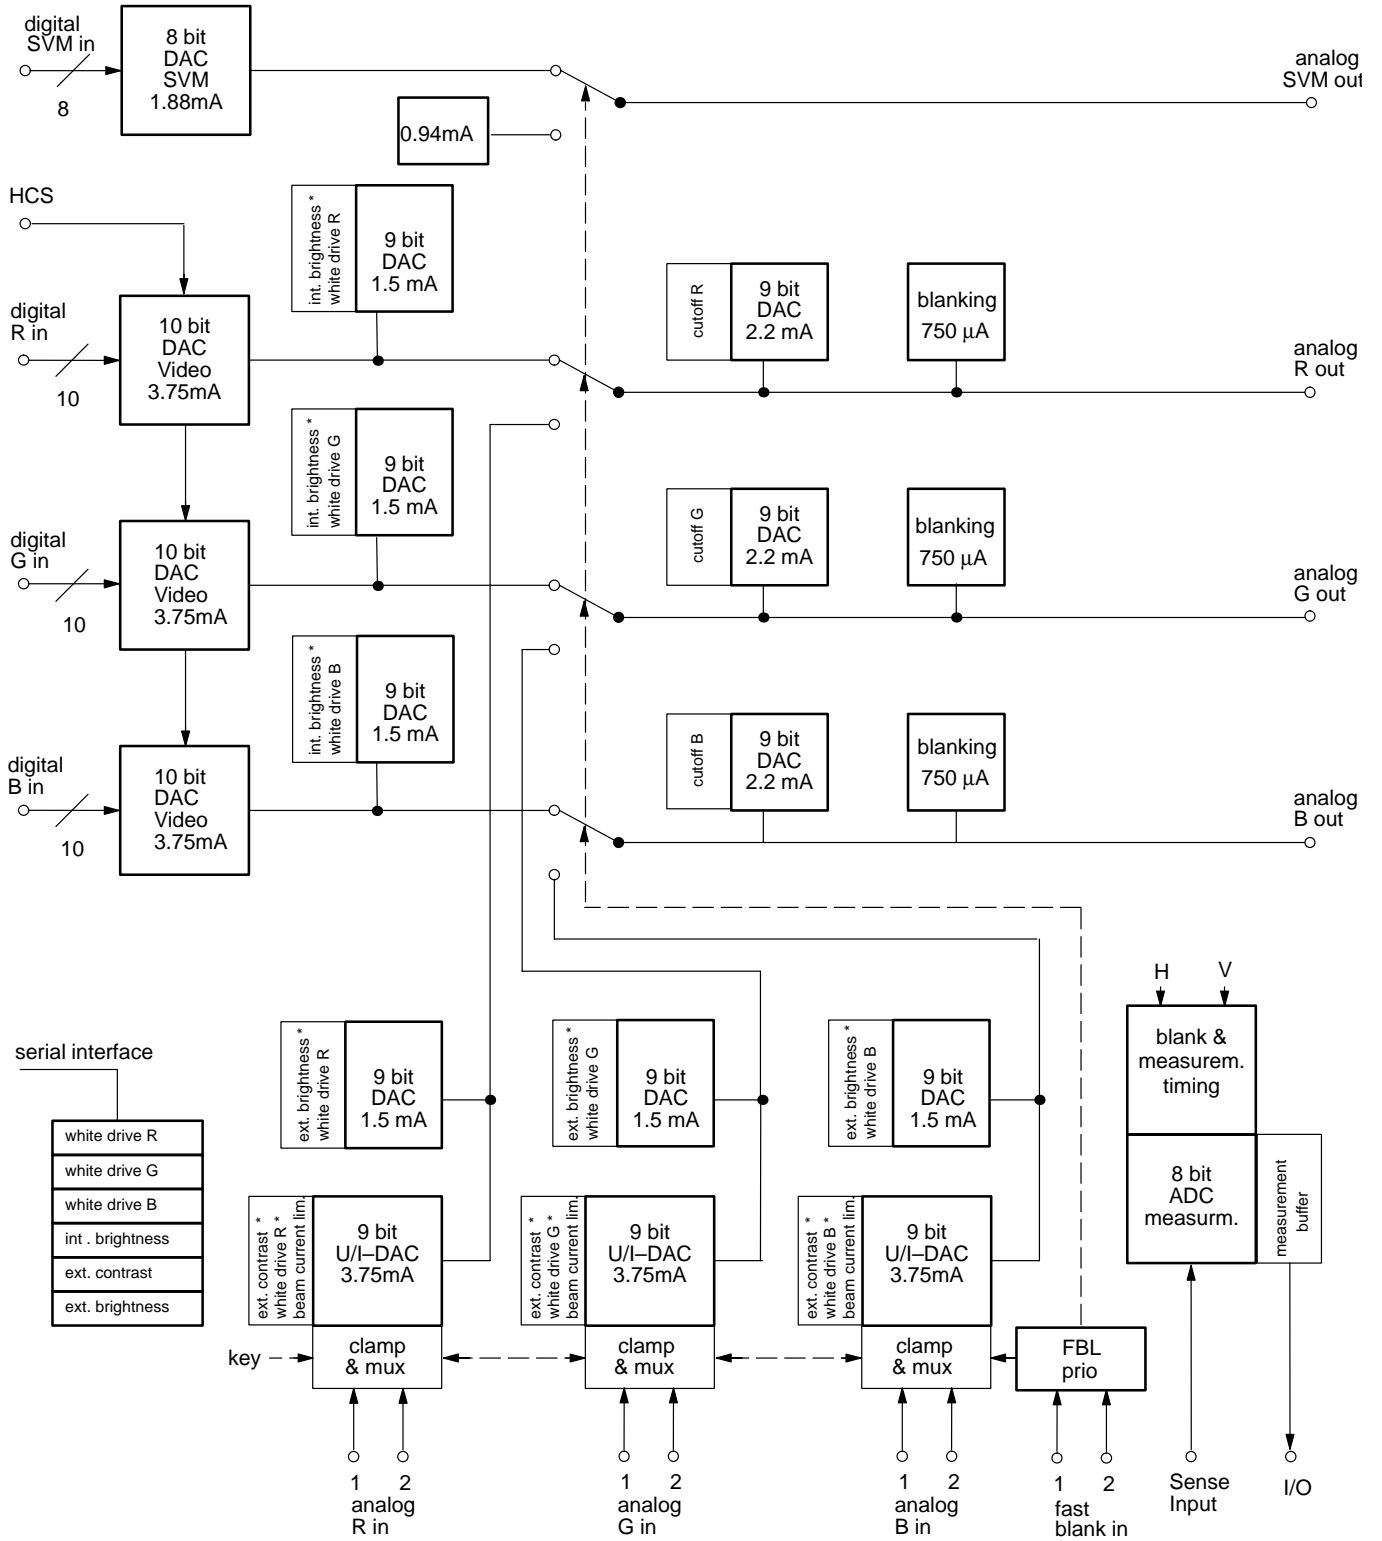 digital
SVM in
8
8 bit
DAC
SVM
1.88mA
0.94mA
analog
SVM out
HCS
int. brightness *
white drive R
9 bit
DAC
1.5 mA
digital
R in
10
10 bit
DAC
Video
3.75mA
cutoff R
9 bit
DAC
2.2 mA
blanking
750 µA
analog
R out
int. brightness *
white drive G
9 bit
DAC
1.5 mA
digital
G in
10
10 bit
DAC
Video
3.75mA
cutoff G
9 bit
DAC
2.2 mA
blanking
750 µA
analog
G out
int. brightness *
white drive B
9 bit
DAC
1.5 mA
digital
B in
10
10 bit
DAC
Video
3.75mA
cutoff B
9 bit
DAC
2.2 mA
blanking
750 µA
analog
B out
H
V
blank &
measurem.
timing
8 bit
ADC
measurm.
measurement
buffer
serial interface
white drive R
white drive G
white drive B
int . brightness
ext. contrast
ext. brightness
ext. brightness *
white drive R
9 bit
DAC
1.5 mA
ext. brightness *
white drive G
9 bit
DAC
1.5 mA
ext. brightness *
white drive B
9 bit
DAC
1.5 mA
ext. contrast *
white drive R *
beam current lim.
9 bit
U/I–DAC
3.75mA
ext. contrast *
white drive G *
beam current lim.
9 bit
U/I–DAC
3.75mA
ext. contrast *
white drive B *
beam current lim.
9 bit
U/I–DAC
3.75mA
key
clamp
& mux
clamp
& mux
clamp
& mux
FBL
prio
1 2
analog
R in
1 2
analog
G in
1 2
analog
B in
1 2
fast
blank in
Sense
Input
I/O